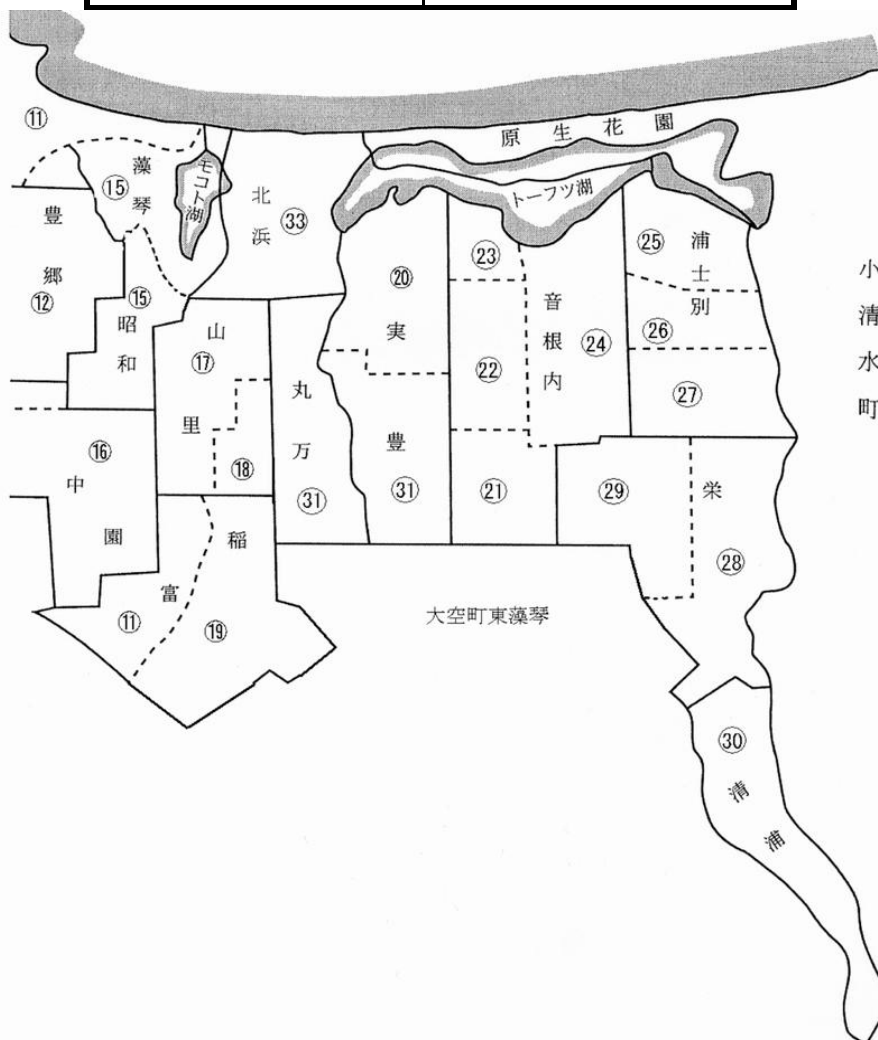 原生花園
⑪
藻琴
⑮
モコト湖
北浜
㉝
トーフツ湖
豊郷
⑫
⑮
昭和
山里
⑰
⑱
⑳
実豊
㉛
㉓
㉒
㉑
音根内
㉔
㉕
浦士別
㉖
㉗
小清水町
丸万
㉛
⑯
中園
稲富
⑪
⑲
㉙
栄
㉘
大空町東藻琴
㉚
清浦